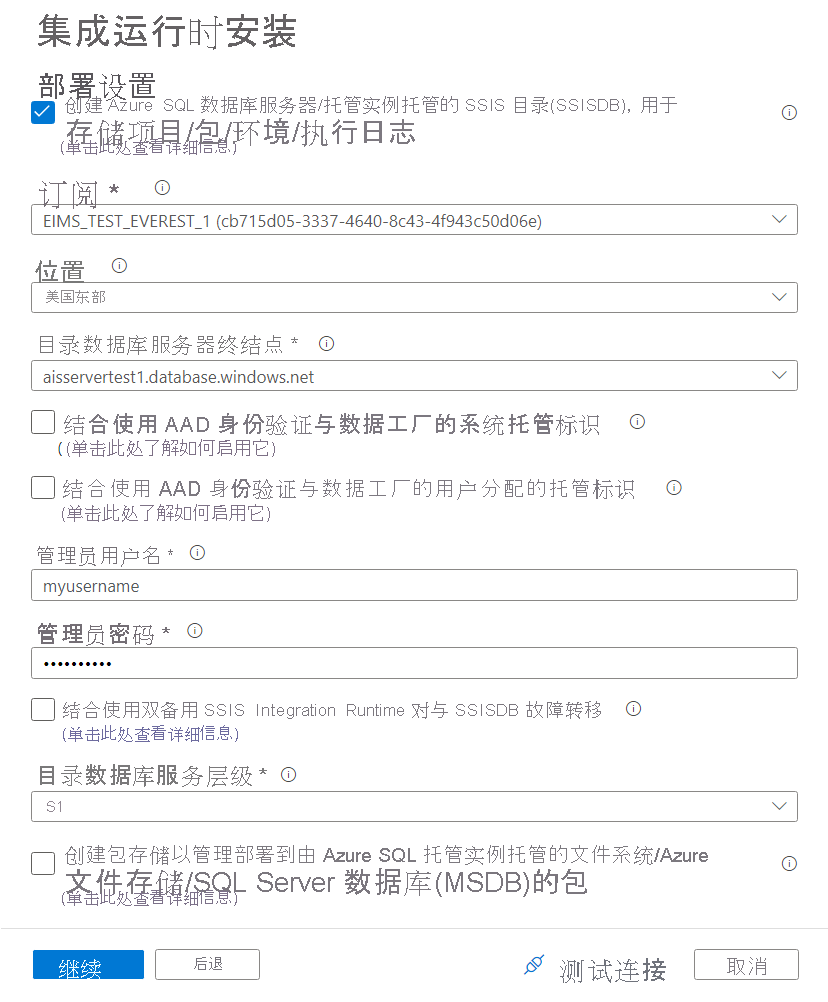 集成运行时安装
部署设置
创建 Azure SQL 数据库服务器/托管实例托管的 SSIS 目录(SSISDB), 用于
存储项目/包/环境/执行日志
(单击此处查看详细信息)
订阅 *
EIMS_TEST_EVEREST_1 (cb715d05-3337-4640-8c43-4f943c50d06e)
位置
美国东部
目录数据库服务器终结点 *
aisservertest1.database.windows.net
结合使用 AAD 身份验证与数据工厂的系统托管标识
((单击此处了解如何启用它)
结合使用 AAD 身份验证与数据工厂的用户分配的托管标识
(单击此处了解如何启用它)
管理员用户名 *
myusername
管理员密码 *
••••••••••
结合使用双备用 SSIS Integration Runtime 对与 SSISDB 故障转移
(单击此处查看详细信息)
目录数据库服务层级 *
S1
创建包存储以管理部署到由 Azure SQL 托管实例托管的文件系统/Azure
文件存储/SQL Server 数据库(MSDB)的包
(单击此处查看详细信息)
继续 后退 测试连接 取消